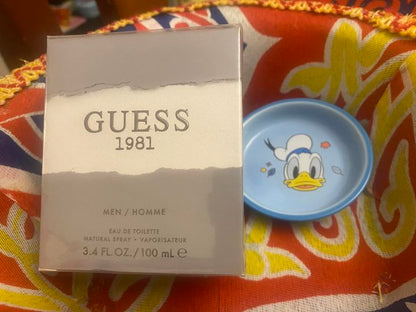 GUESS
1981
MEN / HOMME
EAU DE TOILETTE
NATURAL SPRAY • VAPORISATEUR
3.4 FL.OZ./100 mL e